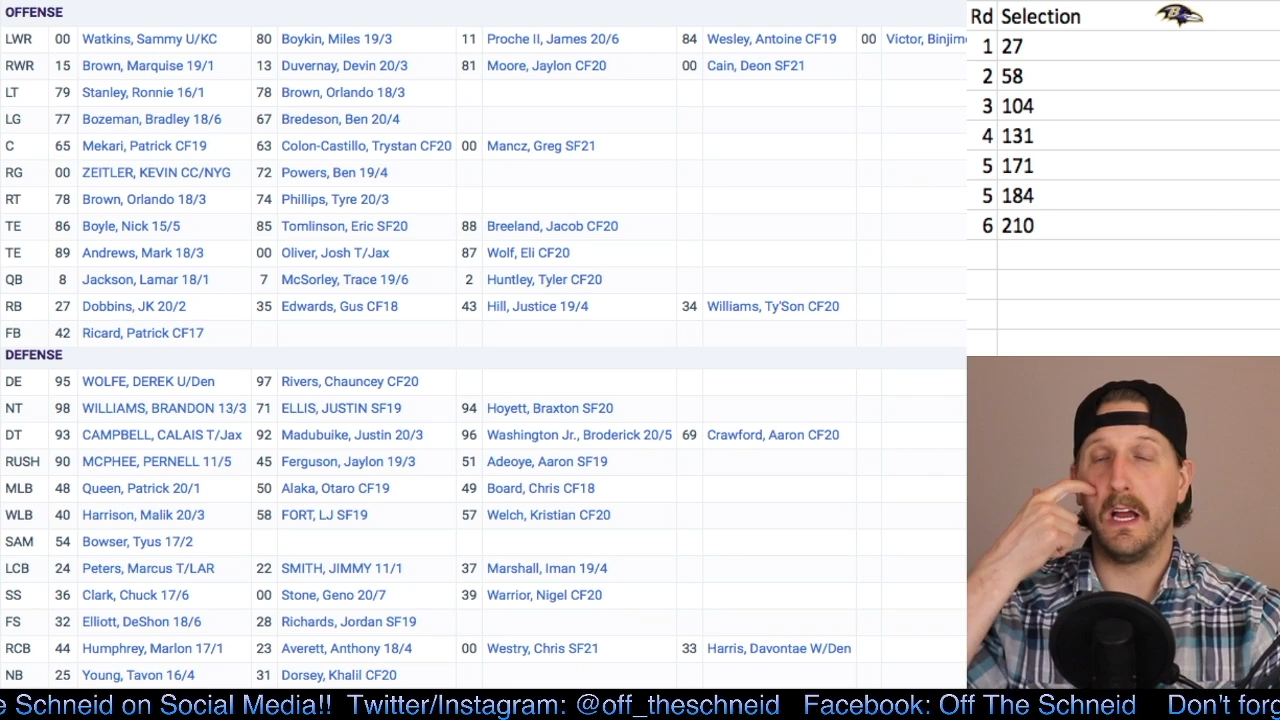 OFFENSE
LWR 00 Watkins, Sammy U/KC 80 Boykin, Miles 19/3 11 Proche II, James 20/6 84 Wesley, Antoine CF19 00 Victor, Binjim
RWR 15 Brown, Marquise 19/1 13 Duvernay, Devin 20/3 81 Moore, Jaylon CF20 00 Cain, Deon SF21
LT 79 Stanley, Ronnie 16/1 78 Brown, Orlando 18/3
LG 77 Bozeman, Bradley 18/6 67 Bredeson, Ben 20/4
C 65 Mekari, Patrick CF19 63 Colon-Castillo, Trystan CF20 00 Mancz, Greg SF21
RG 00 ZEITLER, KEVIN CC/NYG 72 Powers, Ben 19/4
RT 78 Brown, Orlando 18/3 74 Phillips, Tyre 20/3
TE 86 Boyle, Nick 15/5 85 Tomlinson, Eric SF20 88 Breeland, Jacob CF20
TE 89 Andrews, Mark 18/3 00 Oliver, Josh T/Jax 87 Wolf, Eli CF20
QB 8 Jackson, Lamar 18/1 7 McSorley, Trace 19/6 2 Huntley, Tyler CF20
RB 27 Dobbins, JK 20/2 35 Edwards, Gus CF18 43 Hill, Justice 19/4 34 Williams, Ty'Son CF20
FB 42 Ricard, Patrick CF17
DEFENSE
DE 95 WOLFE, DEREK U/Den 97 Rivers, Chauncey CF20
NT 98 WILLIAMS, BRANDON 13/3 71 ELLIS, JUSTIN SF19 94 Hoyett, Braxton SF20
DT 93 CAMPBELL, CALAIS T/Jax 92 Madubuike, Justin 20/3 96 Washington Jr., Broderick 20/5 69 Crawford, Aaron CF20
RUSH 90 MCPHEE, PERNELL 11/5 45 Ferguson, Jaylon 19/3 51 Adeoye, Aaron SF19
MLB 48 Queen, Patrick 20/1 50 Alaka, Otaro CF19 49 Board, Chris CF18
WLB 40 Harrison, Malik 20/3 58 FORT, LJ SF19 57 Welch, Kristian CF20
SAM 54 Bowser, Tyus 17/2
LCB 24 Peters, Marcus T/LAR 22 SMITH, JIMMY 11/1 37 Marshall, Iman 19/4
SS 36 Clark, Chuck 17/6 00 Stone, Geno 20/7 39 Warrior, Nigel CF20
FS 32 Elliott, DeShon 18/6 28 Richards, Jordan SF19
RCB 44 Humphrey, Marlon 17/1 23 Averett, Anthony 18/4 00 Westry, Chris SF21 33 Harris, Davontae W/Den
NB 25 Young, Tavon 16/4 31 Dorsey, Khalil CF20
Rd Selection
1 27
2 58
3 104
4 131
5 171
5 184
6 210
e Schneid on Social Media!! Twitter/Instagram: @off_theschneid Facebook: Off The Schneid Don't forg